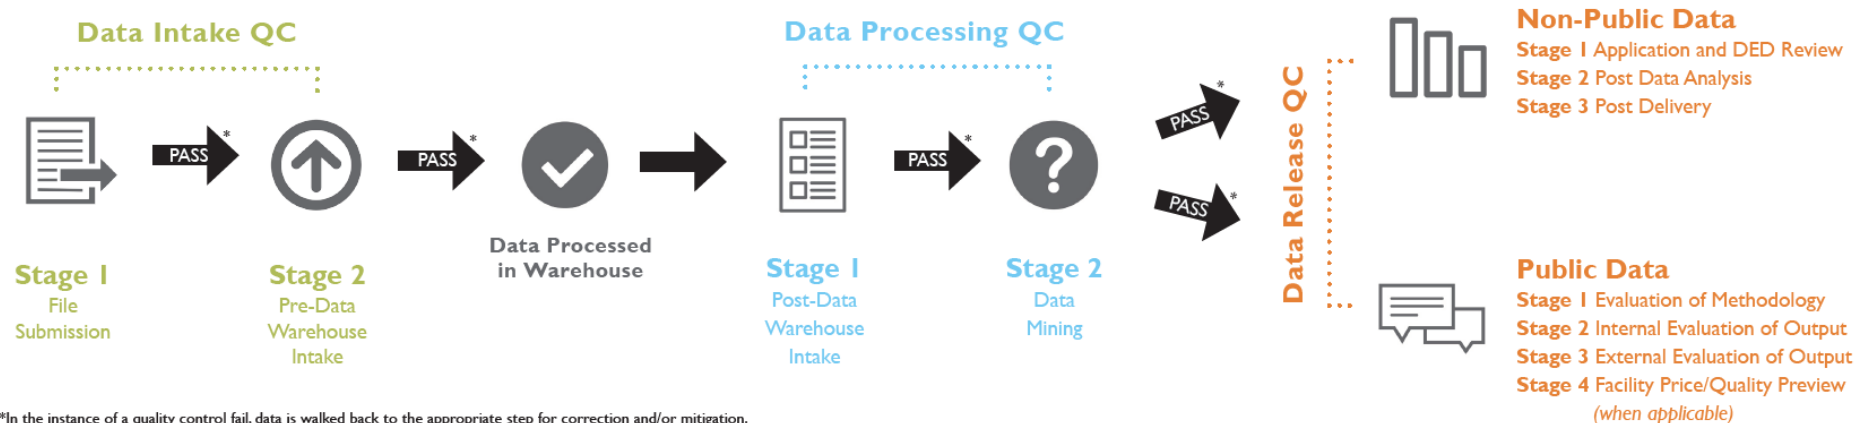 Data Intake QC
PASS *
PASS *
Stage 1
File
Submission
Stage 2
Pre-Data
Warehouse
Intake
Data Processed
in Warehouse
Data Processing QC
PASS *
PASS *
PASS *
Stage 1
Post-Data
Warehouse
Intake
Stage 2
Data
Mining
Data Release QC
Non-Public Data
Stage 1 Application and DED Review
Stage 2 Post Data Analysis
Stage 3 Post Delivery
Public Data
Stage 1 Evaluation of Methodology
Stage 2 Internal Evaluation of Output
Stage 3 External Evaluation of Output
Stage 4 Facility Price/Quality Preview
(when applicable)
*In the instance of a quality control fail, data is walked back to the appropriate step for correction and/or mitigation.